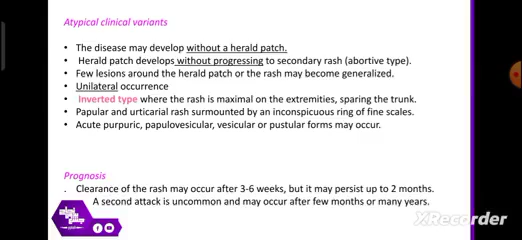 Atypical clinical variants
• The disease may develop without a herald patch.
• Herald patch develops without progressing to secondary rash (abortive type).
• Few lesions around the herald patch or the rash may become generalized.
• Unilateral occurrence
• Inverted type where the rash is maximal on the extremities, sparing the trunk.
• Papular and urticarial rash surmounted by an inconspicuous ring of fine scales.
• Acute purpuric, papulovesicular, vesicular or pustular forms may occur.
Prognosis
. Clearance of the rash may occur after 3-6 weeks, but it may persist up to 2 months.
A second attack is uncommon and may occur after few months or many years.
XRecorder